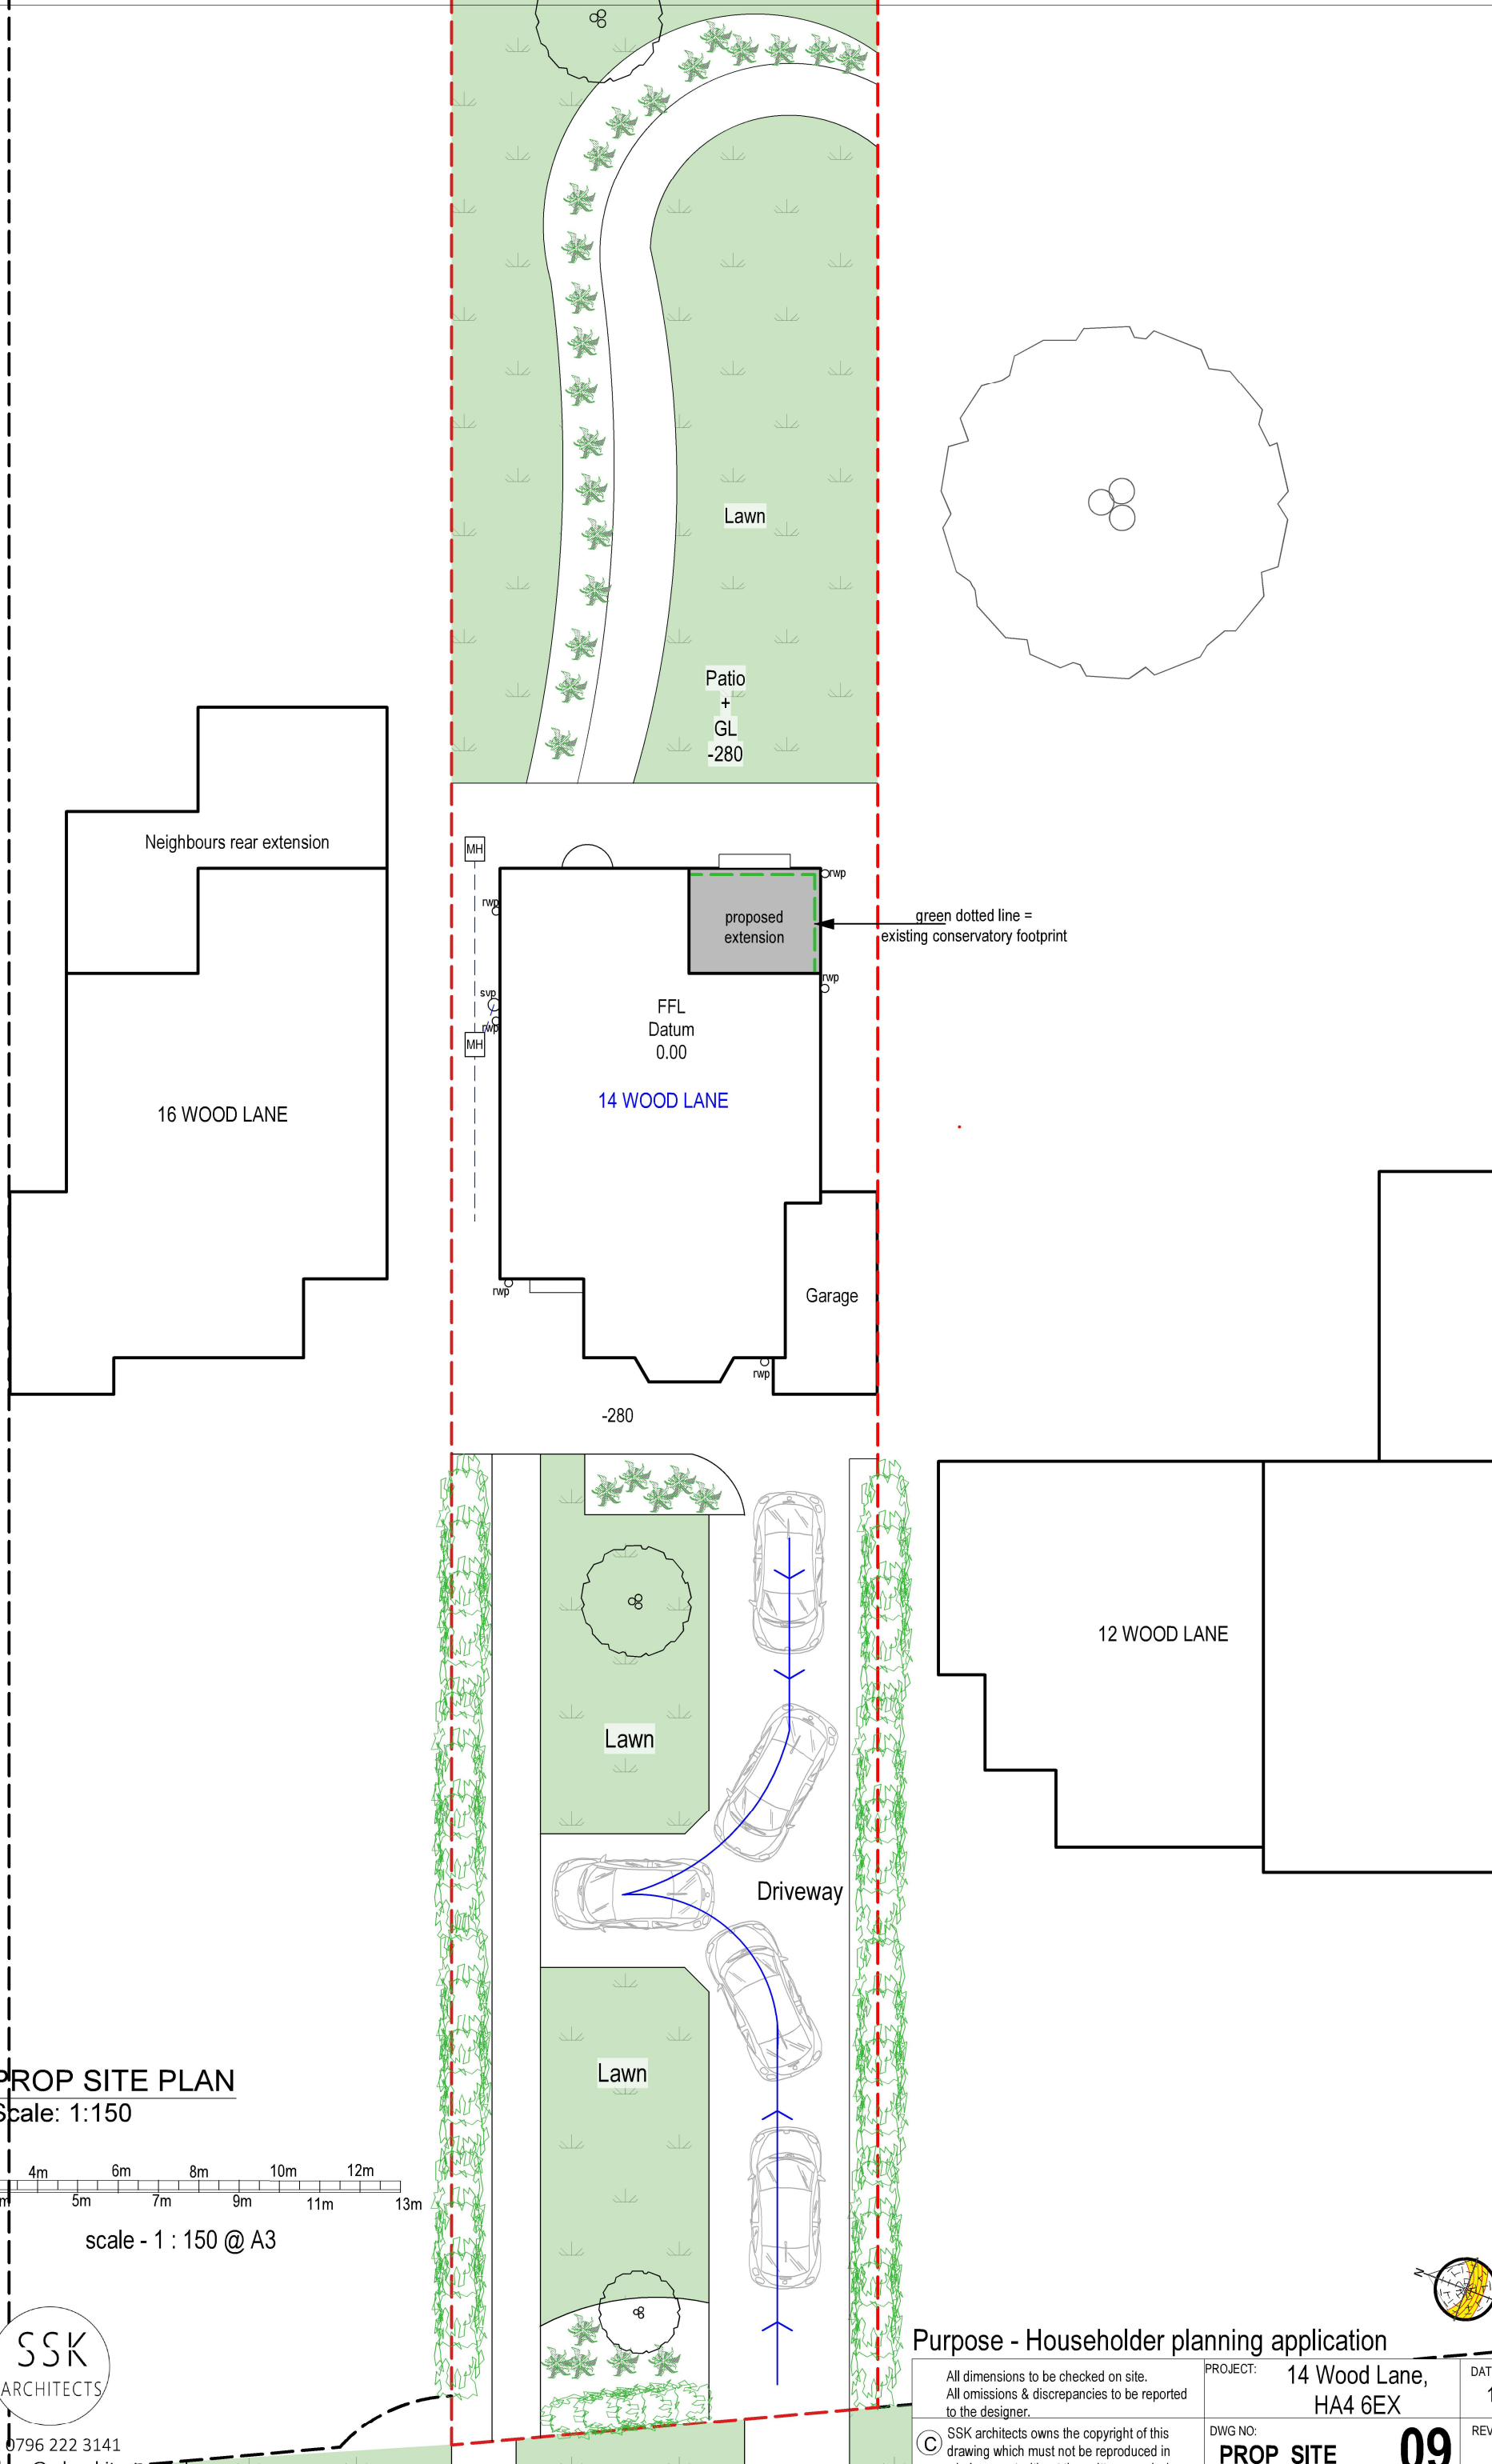 Lawn
Patio
+
GL
-280
Neighbours rear extension
MH
rwp
rwp
proposed
extension
green dotted line =
existing conservatory footprint
rwp
svp
rwp
MH
FFL
Datum
0.00
14 WOOD LANE
16 WOOD LANE
Garage
rwp
rwp
-280
12 WOOD LANE
Lawn
Driveway
Lawn
PROP SITE PLAN
Scale: 1:150
4m
6m
8m
10m
12m
5m
7m
9m
11m
13m
scale - 1 : 150 @ A3
N
SSK
ARCHITECTS
0796 222 3141
Purpose - Householder planning application
All dimensions to be checked on site.
All omissions & discrepancies to be reported
to the designer.
PROJECT:
14 Wood Lane,
HA4 6EX
C
SSK architects owns the copyright of this
drawing which must not be reproduced in
DWG NO:
PROP SITE
09